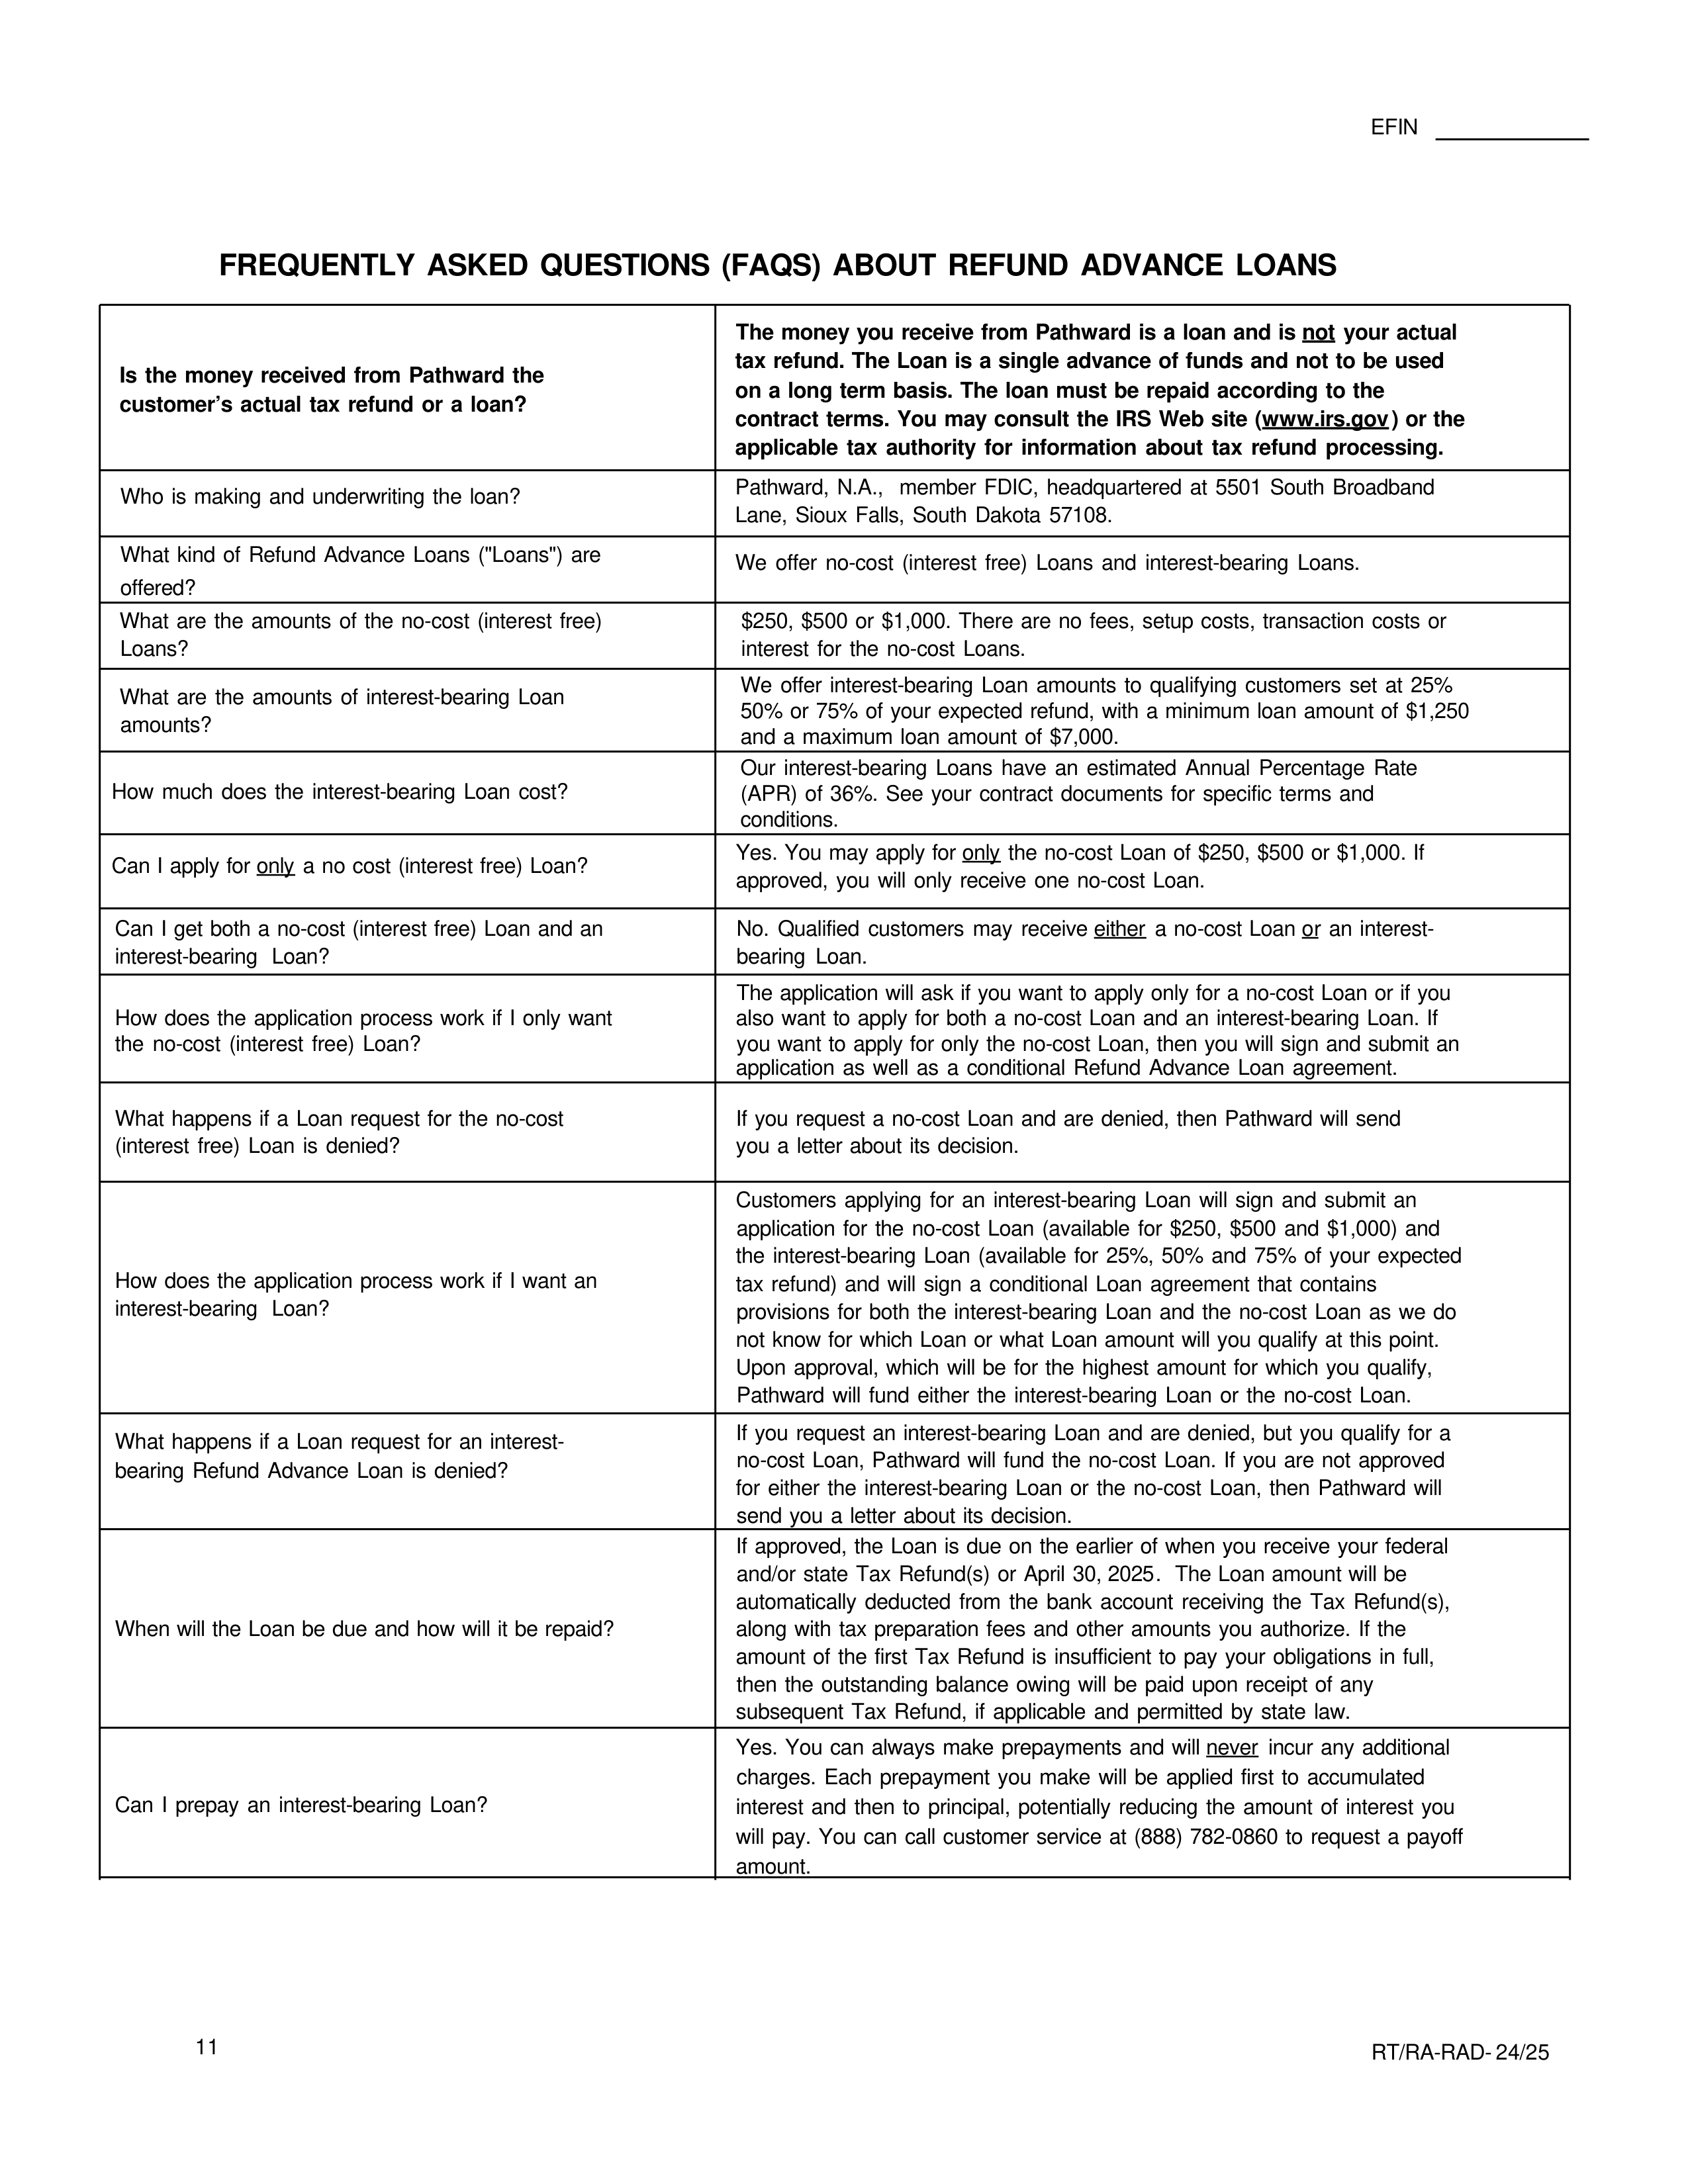 EFIN
FREQUENTLY ASKED QUESTIONS (FAQS) ABOUT REFUND ADVANCE LOANS
Is the money received from Pathward the
customer's actual tax refund or a loan?
The money you receive from Pathward is a loan and is not your actual
tax refund. The Loan is a single advance of funds and not to be used
on a long term basis. The loan must be repaid according to the
contract terms. You may consult the IRS Web site (www.irs.gov) or the
applicable tax authority for information about tax refund processing.
Who is making and underwriting the loan?
Pathward, N.A., member FDIC, headquartered at 5501 South Broadband
Lane, Sioux Falls, South Dakota 57108.
What kind of Refund Advance Loans ("Loans") are
offered?
We offer no-cost (interest free) Loans and interest-bearing Loans.
What are the amounts of the no-cost (interest free)
Loans?
$250, $500 or $1,000. There are no fees, setup costs, transaction costs or
interest for the no-cost Loans.
What are the amounts of interest-bearing Loan
amounts?
We offer interest-bearing Loan amounts to qualifying customers set at 25%
50% or 75% of your expected refund, with a minimum loan amount of $1,250
and a maximum loan amount of $7,000.
How much does the interest-bearing Loan cost?
Our interest-bearing Loans have an estimated Annual Percentage Rate
(APR) of 36%. See your contract documents for specific terms and
conditions.
Can I apply for only a no cost (interest free) Loan?
Yes. You may apply for only the no-cost Loan of $250, $500 or $1,000. If
approved, you will only receive one no-cost Loan.
Can I get both a no-cost (interest free) Loan and an
interest-bearing Loan?
No. Qualified customers may receive either a no-cost Loan or an interest-
bearing Loan.
How does the application process work if I only want
the no-cost (interest free) Loan?
The application will ask if you want to apply only for a no-cost Loan or if you
also want to apply for both a no-cost Loan and an interest-bearing Loan. If
you want to apply for only the no-cost Loan, then you will sign and submit an
application as well as a conditional Refund Advance Loan agreement.
What happens if a Loan request for the no-cost
(interest free) Loan is denied?
If you request a no-cost Loan and are denied, then Pathward will send
you a letter about its decision.
How does the application process work if I want an
interest-bearing Loan?
Customers applying for an interest-bearing Loan will sign and submit an
application for the no-cost Loan (available for $250, $500 and $1,000) and
the interest-bearing Loan (available for 25%, 50% and 75% of your expected
tax refund) and will sign a conditional Loan agreement that contains
provisions for both the interest-bearing Loan and the no-cost Loan as we do
not know for which Loan or what Loan amount will you qualify at this point.
Upon approval, which will be for the highest amount for which you qualify,
Pathward will fund either the interest-bearing Loan or the no-cost Loan.
What happens if a Loan request for an interest-
bearing Refund Advance Loan is denied?
If you request an interest-bearing Loan and are denied, but you qualify for a
no-cost Loan, Pathward will fund the no-cost Loan. If you are not approved
for either the interest-bearing Loan or the no-cost Loan, then Pathward will
send you a letter about its decision.
When will the Loan be due and how will it be repaid?
If approved, the Loan is due on the earlier of when you receive your federal
and/or state Tax Refund(s) or April 30, 2025. The Loan amount will be
automatically deducted from the bank account receiving the Tax Refund(s),
along with tax preparation fees and other amounts you authorize. If the
amount of the first Tax Refund is insufficient to pay your obligations in full,
then the outstanding balance owing will be paid upon receipt of any
subsequent Tax Refund, if applicable and permitted by state law.
Can I prepay an interest-bearing Loan?
Yes. You can always make prepayments and will never incur any additional
charges. Each prepayment you make will be applied first to accumulated
interest and then to principal, potentially reducing the amount of interest you
will pay. You can call customer service at (888) 782-0860 to request a payoff
amount.
11
RT/RA-RAD- 24/25